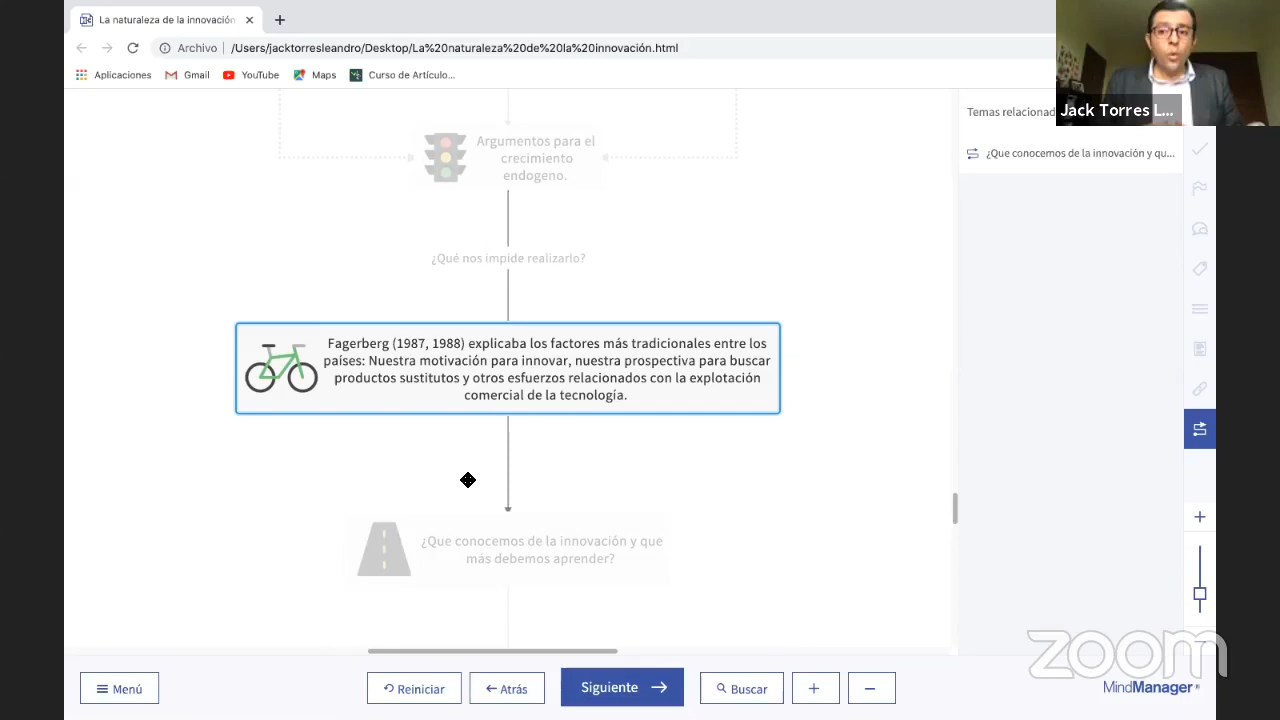 La naturaleza de la innovación
Archivo
/Users/jacktorresleandro/Desktop/La%20naturaleza%20de%20la%20innovación.html
Aplicaciones
Gmail
YouTube
Maps
Curso de Artículo...
Jack Torres L...
Temas relacionad
¿Que conocemos de la innovación y qu...
Argumentos para el
crecimiento
endogeno.
¿Qué nos impide realizarlo?
Fagerberg (1987, 1988) explicaba los factores más tradicionales entre los
países: Nuestra motivación para innovar, nuestra prospectiva para buscar
productos sustitutos y otros esfuerzos relacionados con la explotación
comercial de la tecnología.
¿Que conocemos de la innovación y que
más debemos aprender?
zoom
MindManager
Menú
Reiniciar
Atrás
Siguiente
Buscar